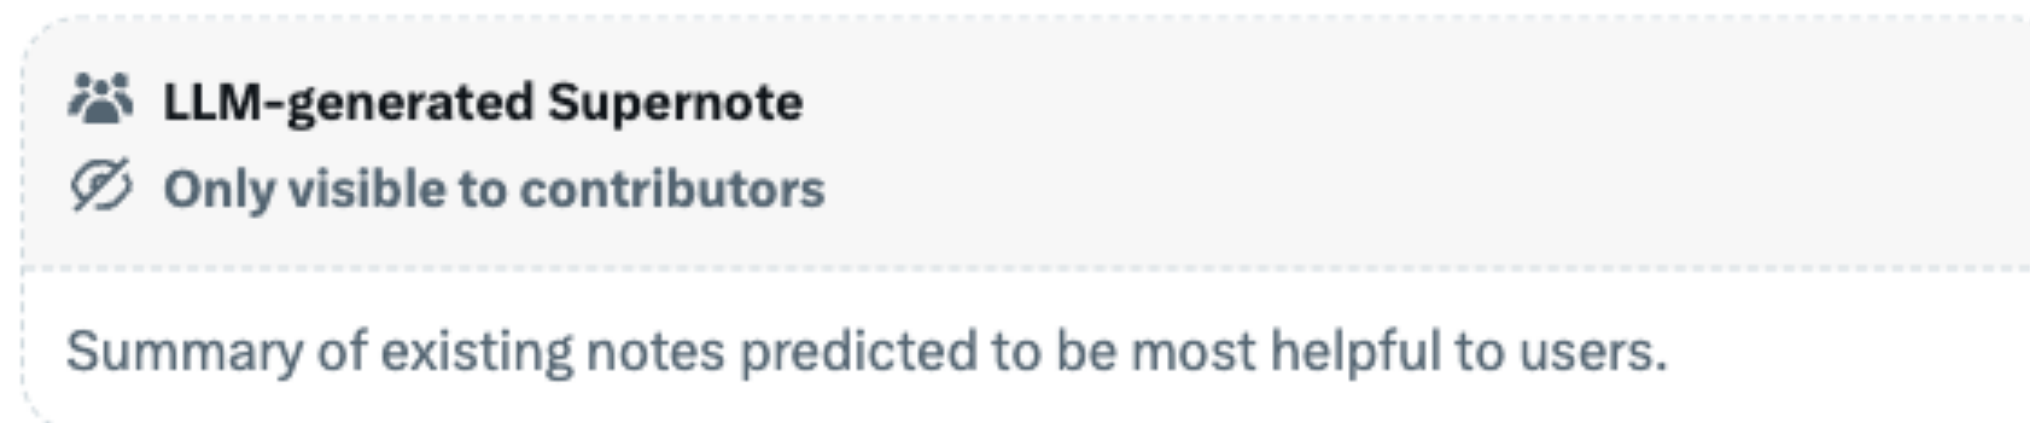 LLM-generated Supernote
Only visible to contributors
Summary of existing notes predicted to be most helpful to users.